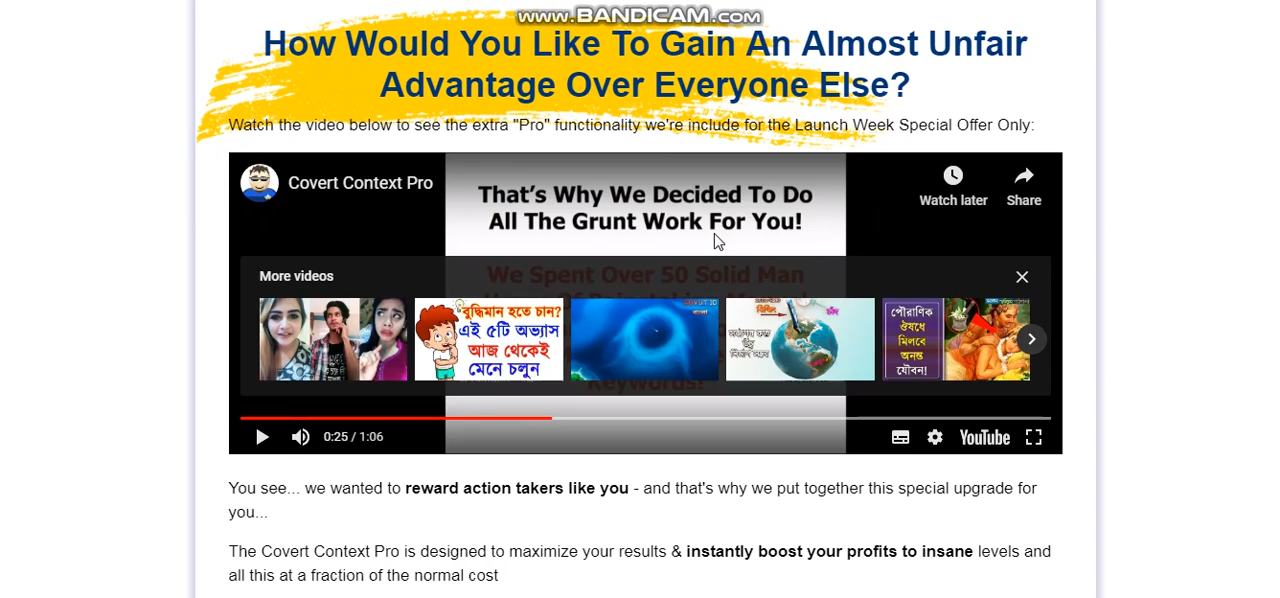 www.BANDICAM.com
How Would You Like To Gain An Almost Unfair
Advantage Over Everyone Else?
Watch the video below to see the extra "Pro" functionality we're include for the Launch Week Special Offer Only:
Covert Context Pro
Watch later
Share
That's Why We Decided To Do
All The Grunt Work For You!
More videos
We Spent Over 50 Solid Man
বুদ্ধিমান হতে চান?
এই ৫টি অভ্যাস
আজ থেকেই
মেনে চলুন
বাংলা
পৌরাণিক
ঔষধে
মিলবে
অনন্ত
যৌবন!
Keywords!
0:25 / 1:06
YouTube
You see... we wanted to reward action takers like you - and that's why we put together this special upgrade for
you...
The Covert Context Pro is designed to maximize your results & instantly boost your profits to insane levels and
all this at a fraction of the normal cost